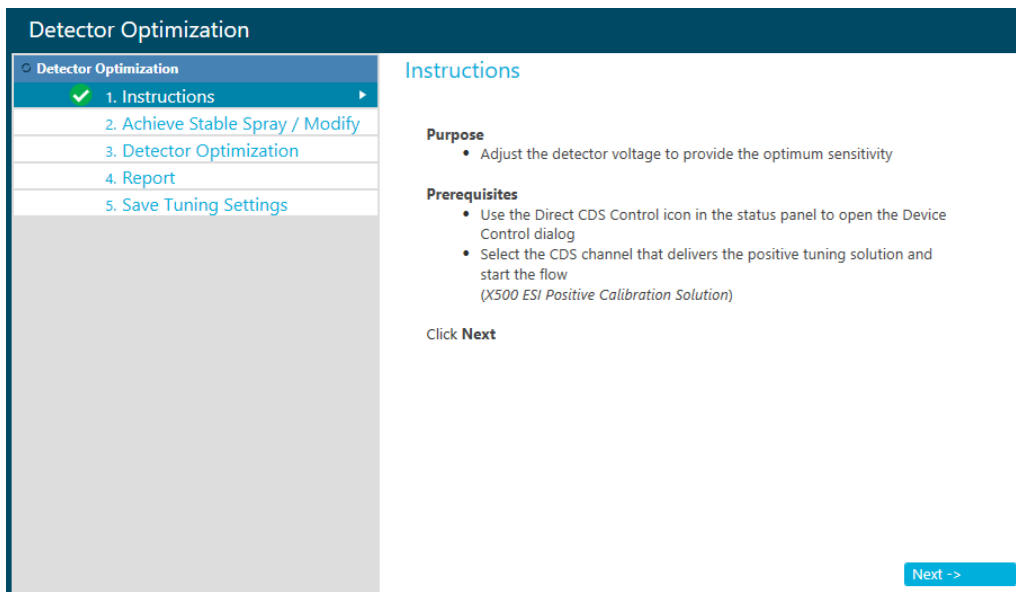 Detector Optimization
Detector Optimization
1. Instructions
2. Achieve Stable Spray / Modify
3. Detector Optimization
4. Report
5. Save Tuning Settings
Instructions
Purpose
• Adjust the detector voltage to provide the optimum sensitivity
Prerequisites
• Use the Direct CDS Control icon in the status panel to open the Device
Control dialog
• Select the CDS channel that delivers the positive tuning solution and
start the flow
(X500 ESI Positive Calibration Solution)
Click Next
Next ->